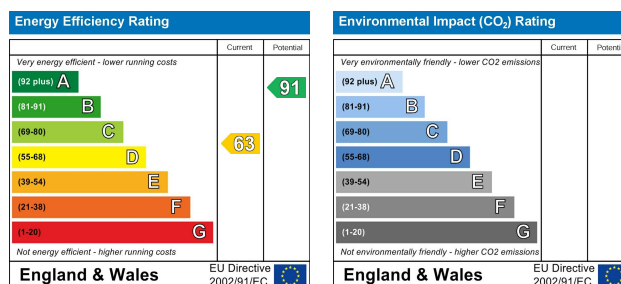 Energy Efficiency Rating
Current Potential
Very energy efficient - lower running costs
(92 plus) A
(81-91) B
(69-80) C
(55-68) D
(39-54) E
(21-38) F
(1-20) G
63
91
Not energy efficient - higher running costs
England & Wales
EU Directive
2002/91/EC
Environmental Impact (CO₂) Rating
Current Potential
Very environmentally friendly - lower CO2 emissions
(92 plus) A
(81-91) B
(69-80) C
(55-68) D
(39-54) E
(21-38) F
(1-20) G
Not environmentally friendly - higher CO2 emissions
England & Wales
EU Directive
2002/91/EC